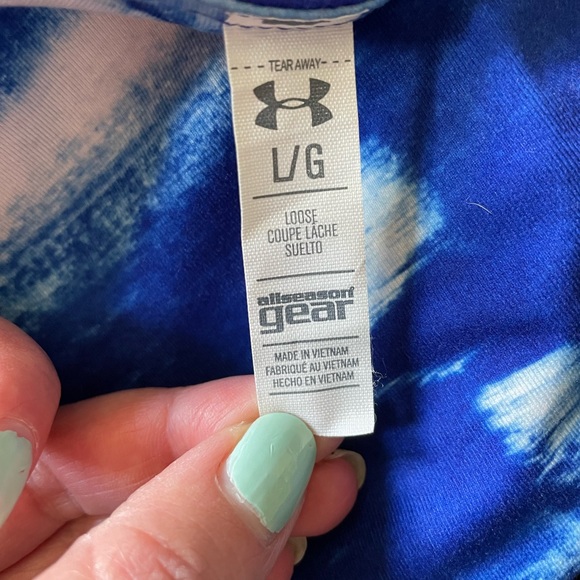 TEAR AWAY
L/G
LOOSE
COUPE LÂCHE
SUELTO
allseason
gear
MADE IN VIETNAM
FABRIQUÉ AU VIETNAM
HECHO EN VIETNAM